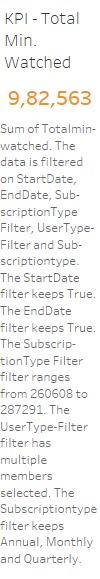 KPI - Total
Min.
Watched
9,82,563
Sum of Totalmin-
watched. The
data is filtered
on StartDate,
EndDate, Sub-
scriptionType
Filter, UserType-
Filter and Sub-
scriptiontype.
The StartDate
filter keeps True.
The EndDate
filter keeps True.
The Subscrip-
tionType Filter
filter ranges
from 260608 to
287291. The
UserType-Filter
filter has
multiple
members
selected. The
Subscriptiontype
filter keeps
Annual, Monthly
and Quarterly.